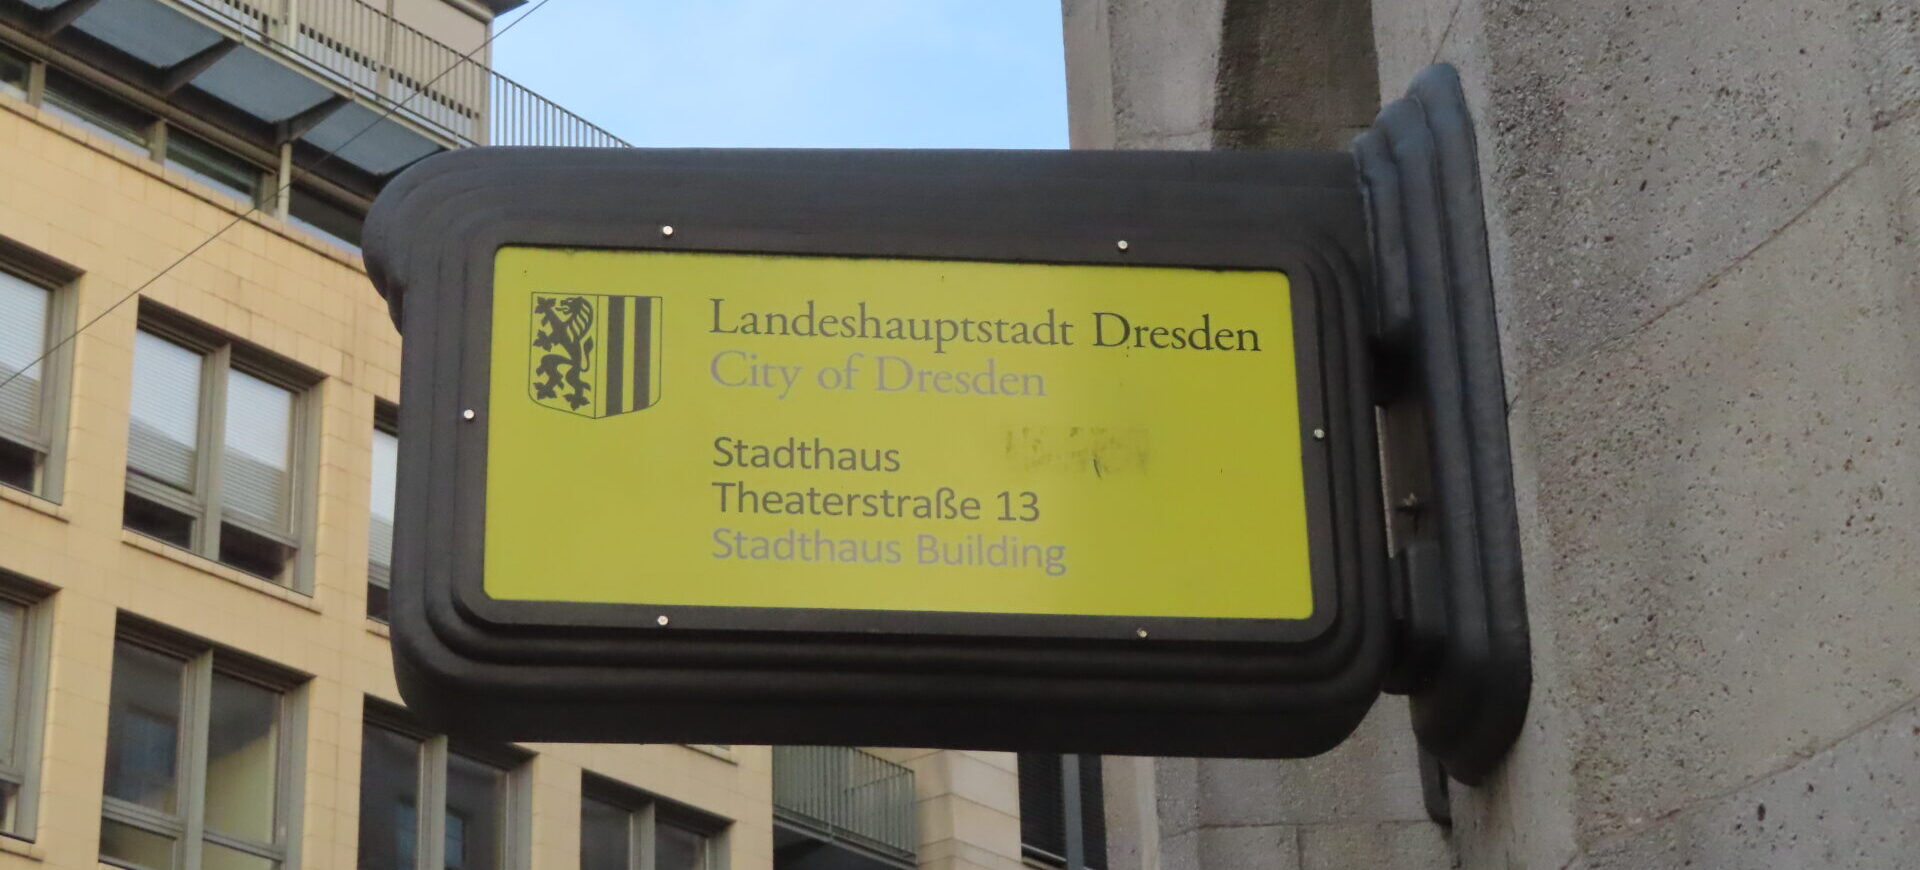 Landeshauptstadt Dresden
City of Dresden
Stadthaus
Theaterstraße 13
Stadthaus Building